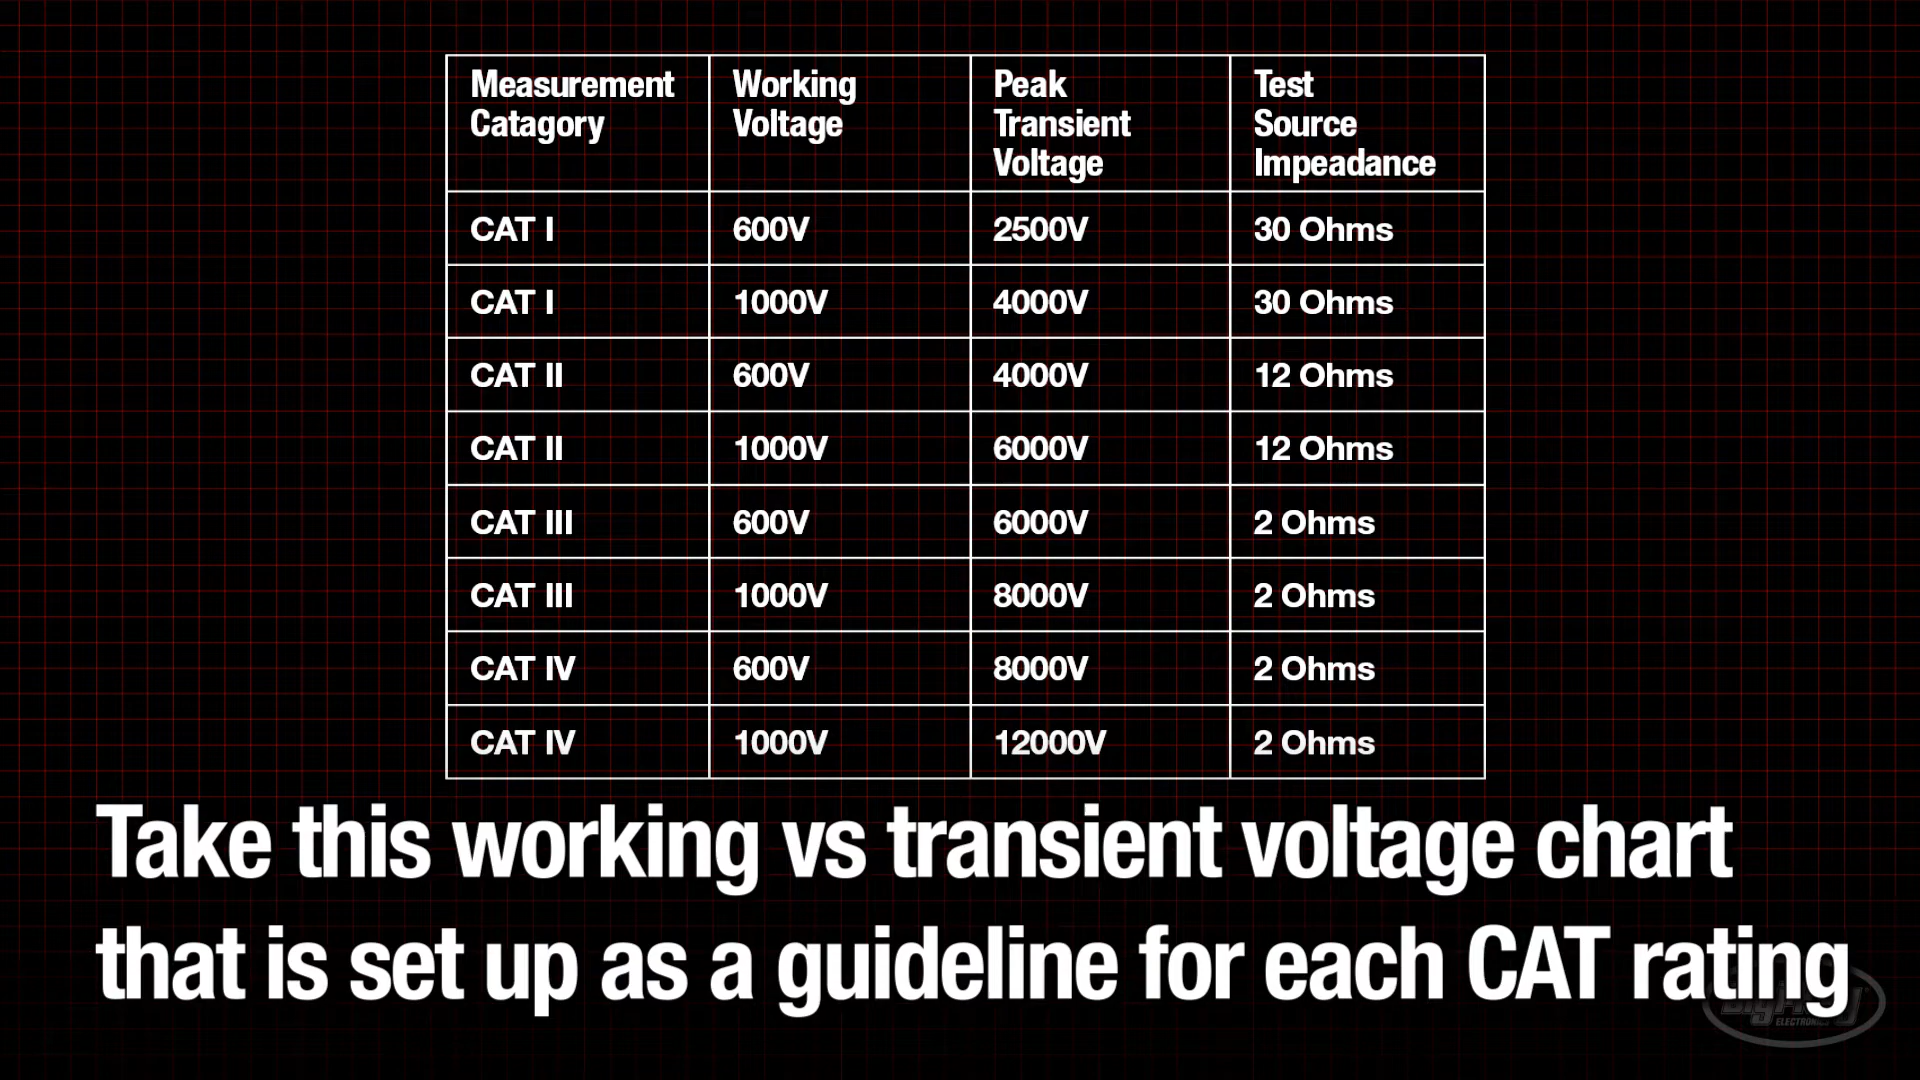 Measurement Catagory
Working Voltage
Peak Transient Voltage
Test Source Impeadance
CAT I 600V 2500V 30 Ohms
CAT I 1000V 4000V 30 Ohms
CAT II 600V 4000V 12 Ohms
CAT II 1000V 6000V 12 Ohms
CAT III 600V 6000V 2 Ohms
CAT III 1000V 8000V 2 Ohms
CAT IV 600V 8000V 2 Ohms
CAT IV 1000V 12000V 2 Ohms
Take this working vs transient voltage chart
that is set up as a guideline for each CAT rating